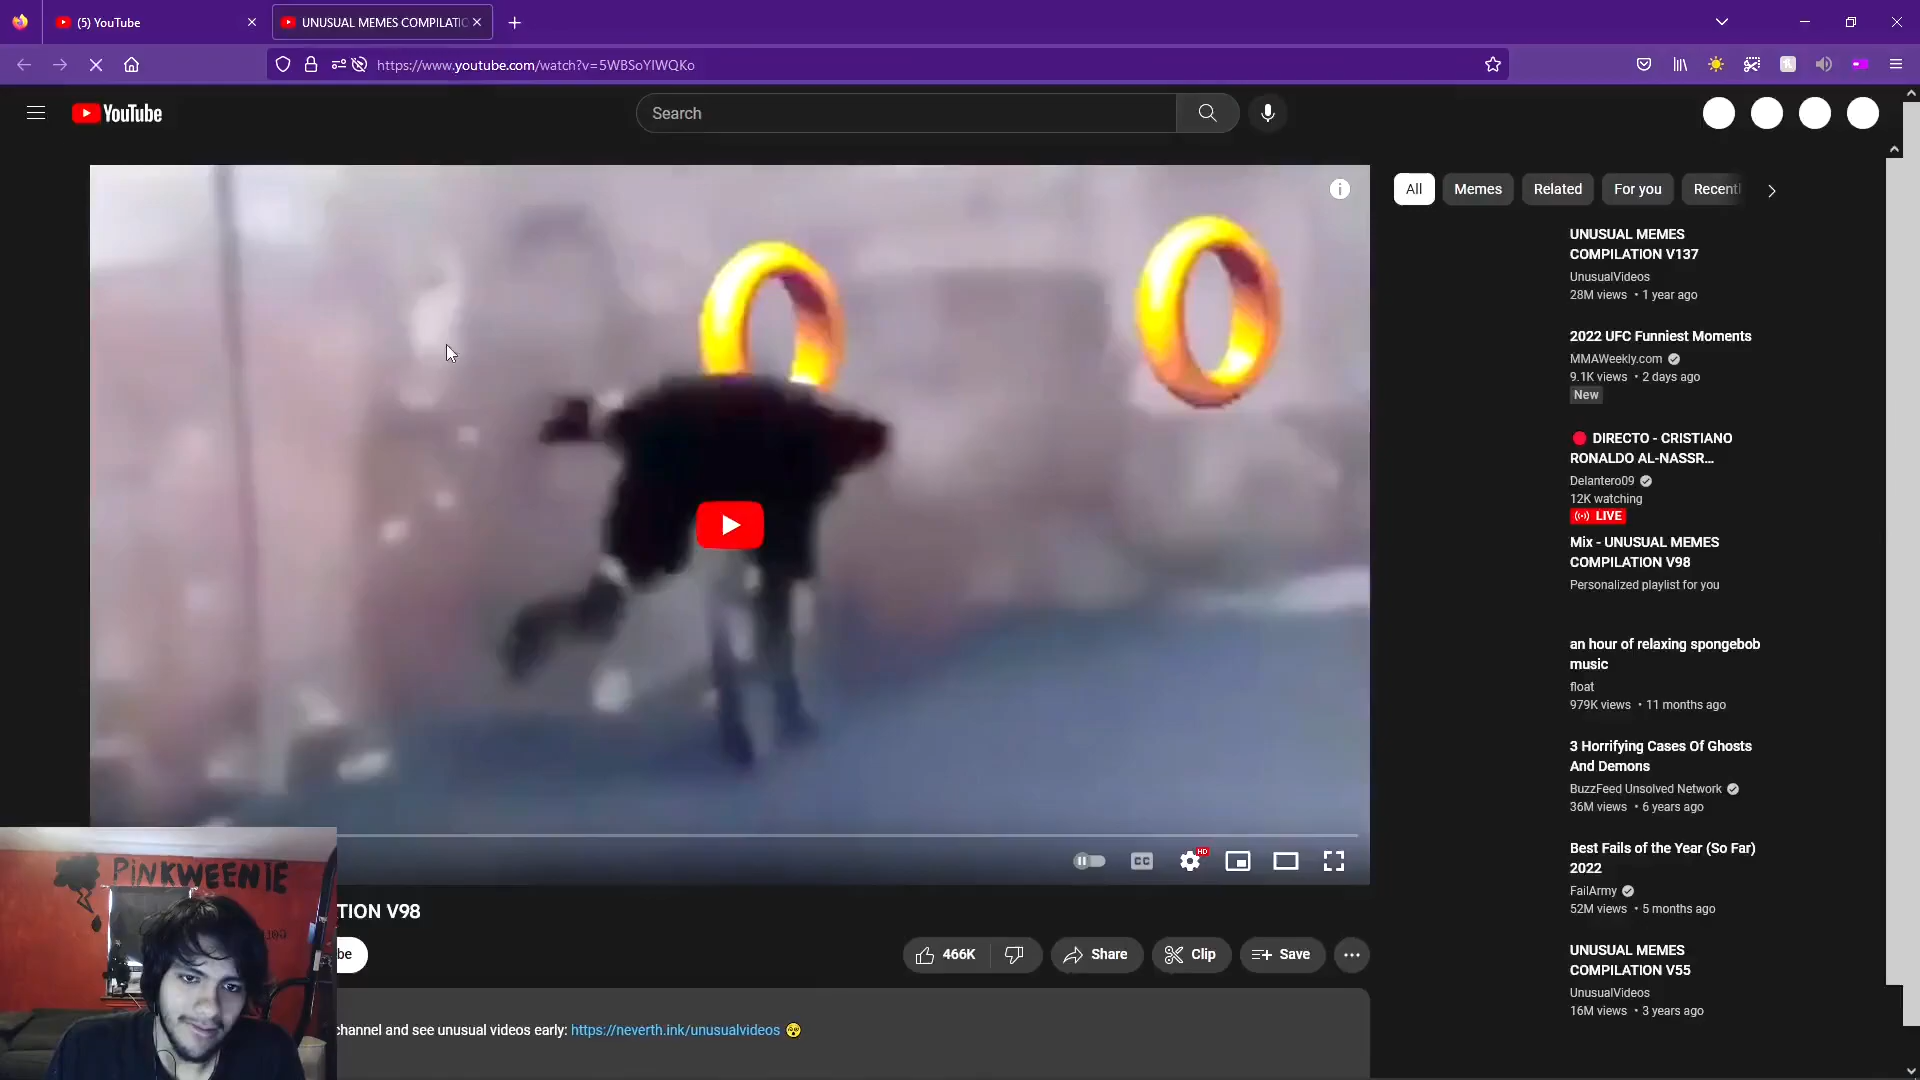 (5) YouTube
UNUSUAL MEMES COMPILATIO
https://www.youtube.com/watch?v=5WBSoYIWQKo
YouTube
Search
All
Memes
Related
For you
Recentl
UNUSUAL MEMES
COMPILATION V137
UnusualVideos
28M views • 1 year ago
2022 UFC Funniest Moments
MMAWeekly.com
9.1K views • 2 days ago
New
DIRECTO - CRISTIANO
RONALDO AL-NASSR...
Delantero09
12K watching
LIVE
Mix - UNUSUAL MEMES
COMPILATION V98
Personalized playlist for you
an hour of relaxing spongebob
music
float
979K views • 11 months ago
3 Horrifying Cases Of Ghosts
And Demons
BuzzFeed Unsolved Network
36M views • 6 years ago
Best Fails of the Year (So Far)
2022
FailArmy
52M views • 5 months ago
UNUSUAL MEMES
COMPILATION V55
UnusualVideos
16M views • 3 years ago
CC
HD
PINKWEENIE
TION V98
be
466K
Share
Clip
Save
channel and see unusual videos early: https://neverth.ink/unusualvideos